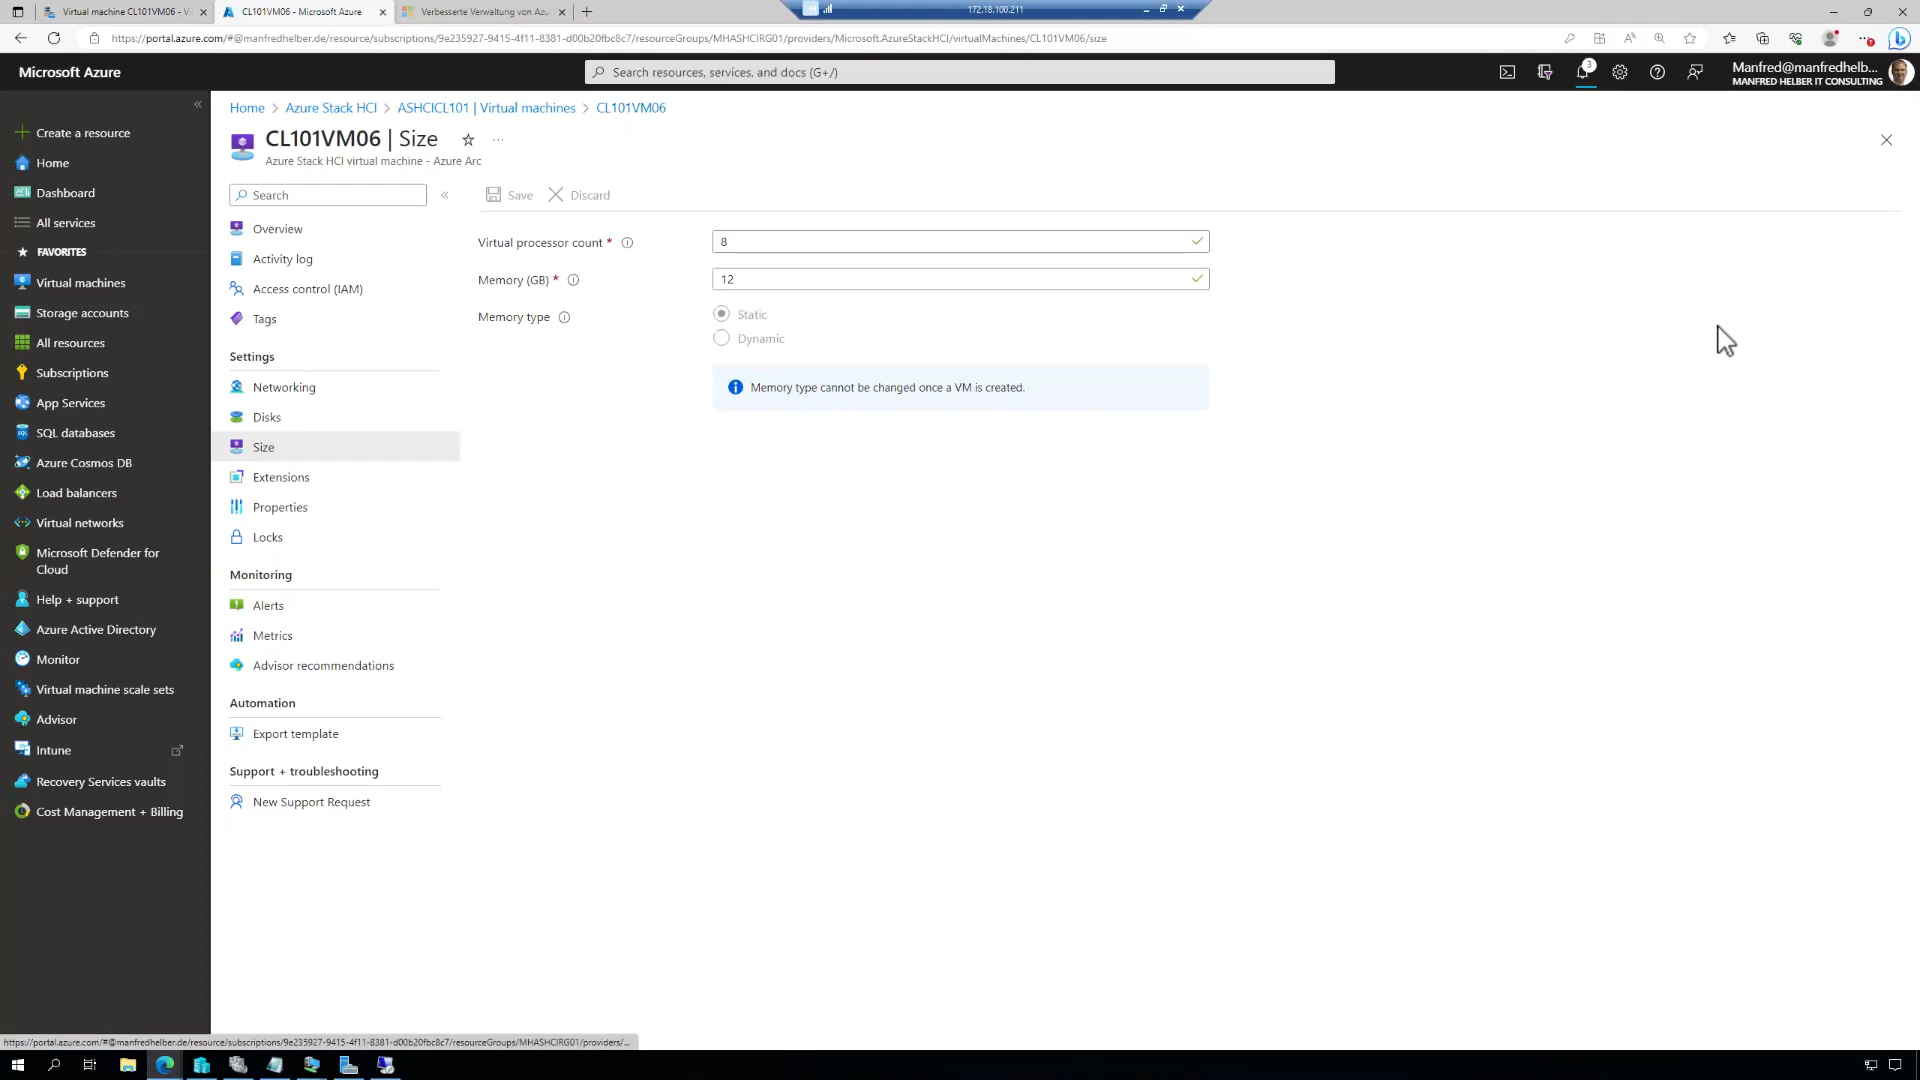 Virtual machine CL101VM06 - Vi
CL101VM06 - Microsoft Azure
Verbesserte Verwaltung von Azu
172.18.100.211
https://portal.azure.com/#@manfredhelber.de/resource/subscriptions/9e235927-9415-4f11-8381-d00b20fbc8c7/resourceGroups/MHASHCIRG01/providers/Microsoft.AzureStackHCI/virtualMachines/CL101VM06/size
Microsoft Azure
Search resources, services, and docs (G+/)
3
Manfred@manfredhelb...
MANFRED HELBER IT CONSULTING
Home > Azure Stack HCI > ASHCICL101 | Virtual machines > CL101VM06
CL101VM06 | Size
Azure Stack HCI virtual machine - Azure Arc
Create a resource
Home
Dashboard
All services
FAVORITES
Virtual machines
Storage accounts
All resources
Subscriptions
App Services
SQL databases
Azure Cosmos DB
Load balancers
Virtual networks
Microsoft Defender for
Cloud
Help + support
Azure Active Directory
Monitor
Virtual machine scale sets
Advisor
Intune
Recovery Services vaults
Cost Management + Billing
Search
Overview
Activity log
Access control (IAM)
Tags
Settings
Networking
Disks
Size
Extensions
Properties
Locks
Monitoring
Alerts
Metrics
Advisor recommendations
Automation
Export template
Support + troubleshooting
New Support Request
Save
Discard
Virtual processor count *
8
Memory (GB) *
12
Memory type
Static
Dynamic
Memory type cannot be changed once a VM is created.
https://portal.azure.com/#@manfredhelber.de/resource/subscriptions/9e235927-9415-4f11-8381-d00b20fbc8c7/resourceGroups/MHASHCIRG01/providers/...